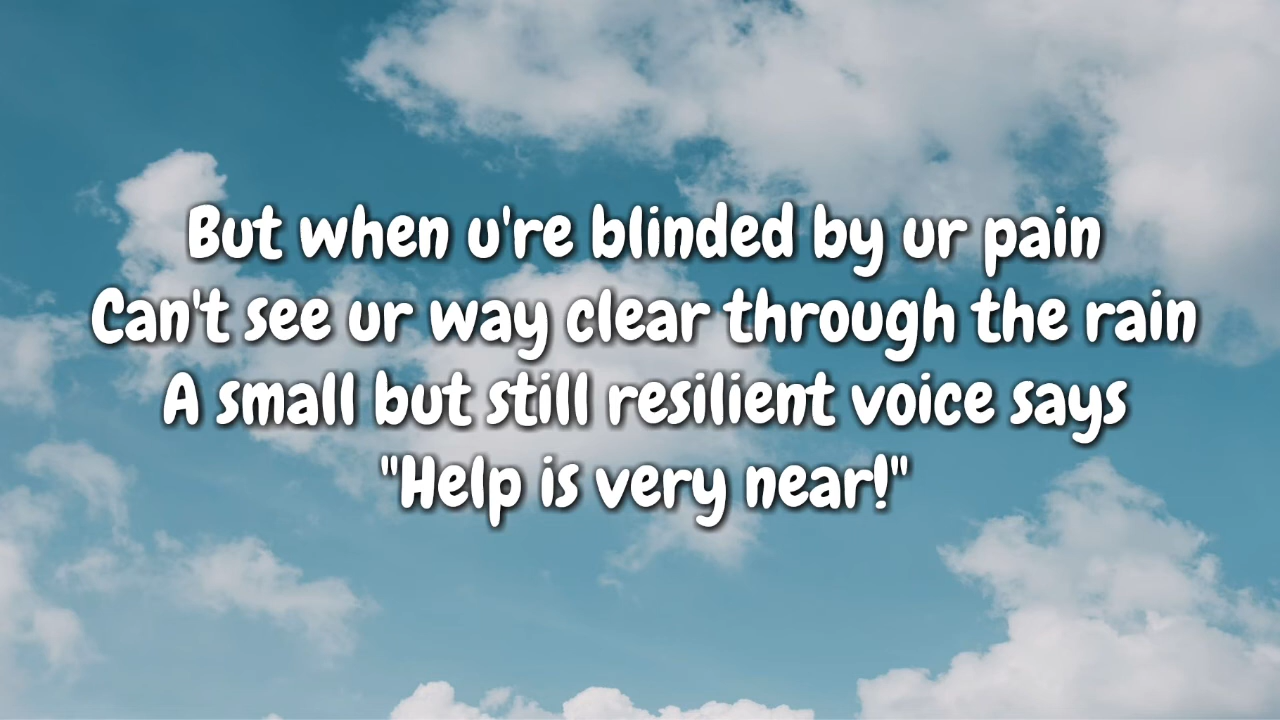 But when u're blinded by ur pain
Can't see ur way clear through the rain
A small but still resilient voice says
"Help is very near!"